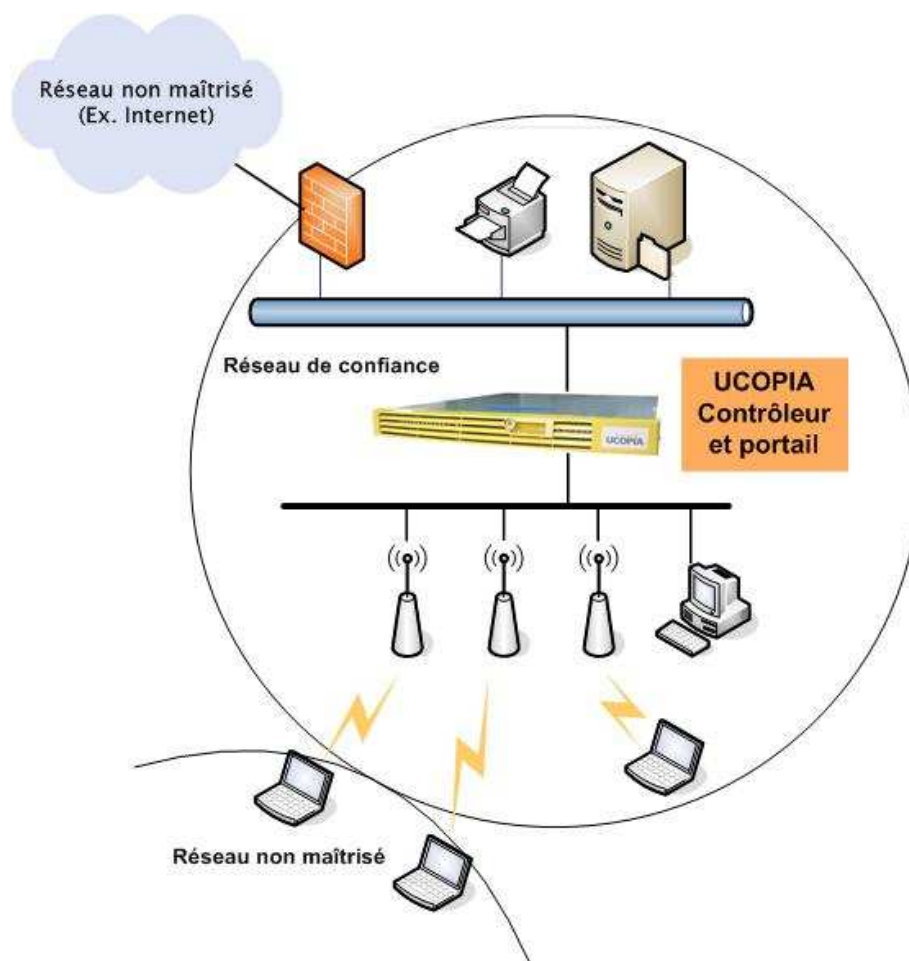 Réseau non maîtrisé
(Ex. Internet)
Réseau de confiance
UCOPIA
Contrôleur
et portail
UCOPIA
Réseau non maîtrisé